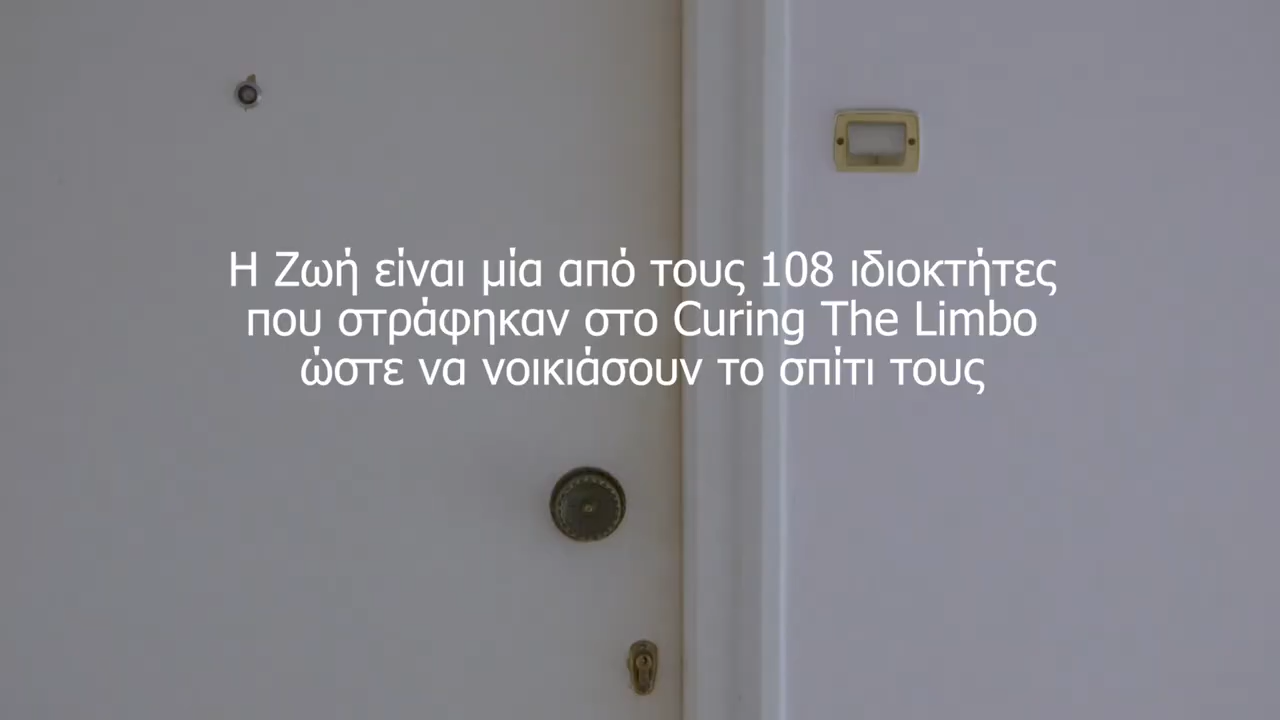 Η Ζωή είναι μία από τους 108 ιδιοκτήτες
που στράφηκαν στο Curing The Limbo
ώστε να νοικιάσουν το σπίτι τους